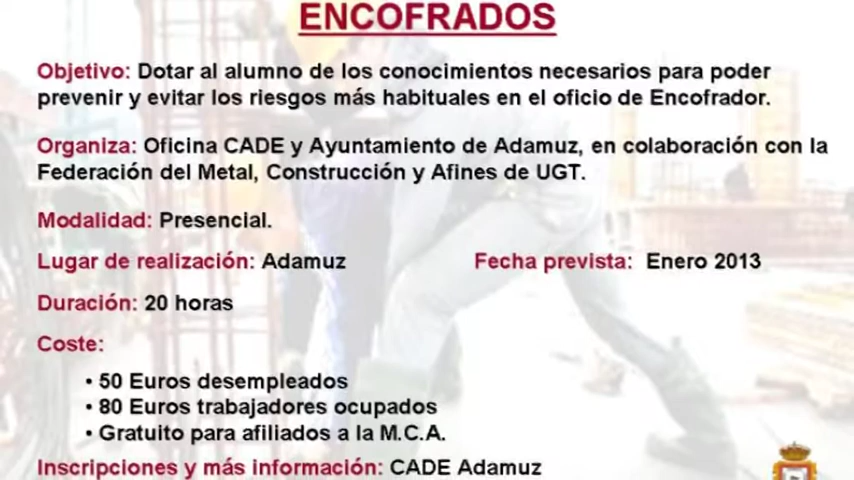 ENCOFRADOS
Objetivo: Dotar al alumno de los conocimientos necesarios para poder
prevenir y evitar los riesgos más habituales en el oficio de Encofrador.
Organiza: Oficina CADE y Ayuntamiento de Adamuz, en colaboración con la
Federación del Metal, Construcción y Afines de UGT.
Modalidad: Presencial.
Lugar de realización: Adamuz Fecha prevista: Enero 2013
Duración: 20 horas
Coste:
• 50 Euros desempleados
• 80 Euros trabajadores ocupados
• Gratuito para afiliados a la M.C.A.
Inscripciones y más información: CADE Adamuz